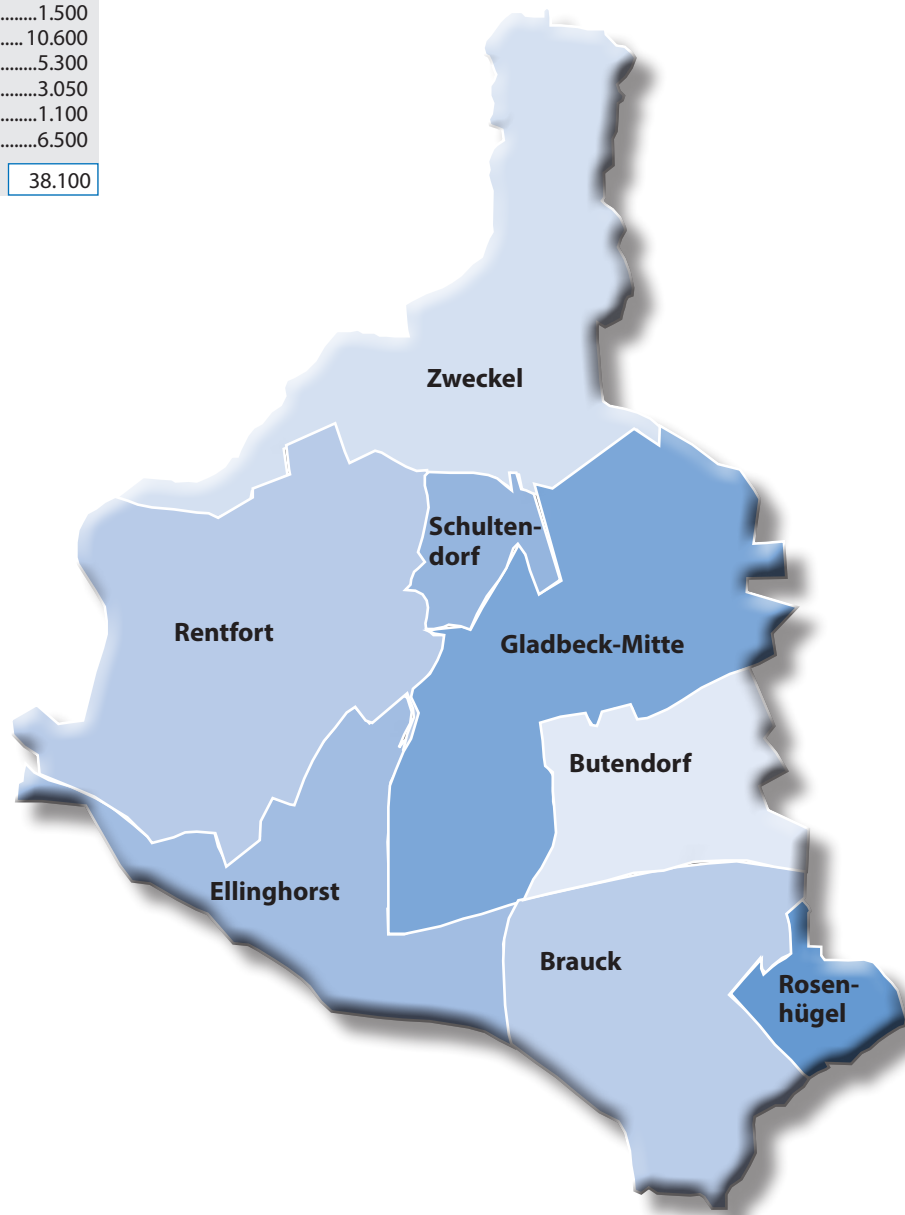 ........1.500
..... 10.600
........5.300
........3.050
........1.100
........6.500
38.100
Zweckel
Schulten-
dorf
Rentfort
Gladbeck-Mitte
Butendorf
Ellinghorst
Brauck
Rosen-
hügel